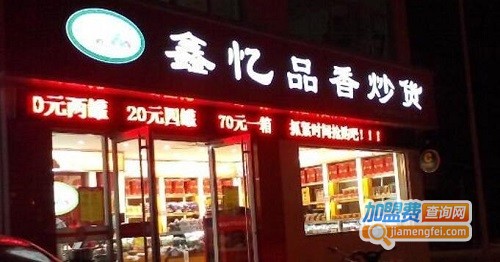 鑫忆品香炒货
0元两罐 20元四罐 70元一箱 抓紧时间抢购吧！！！
加盟费查询网
jiamengfei.com